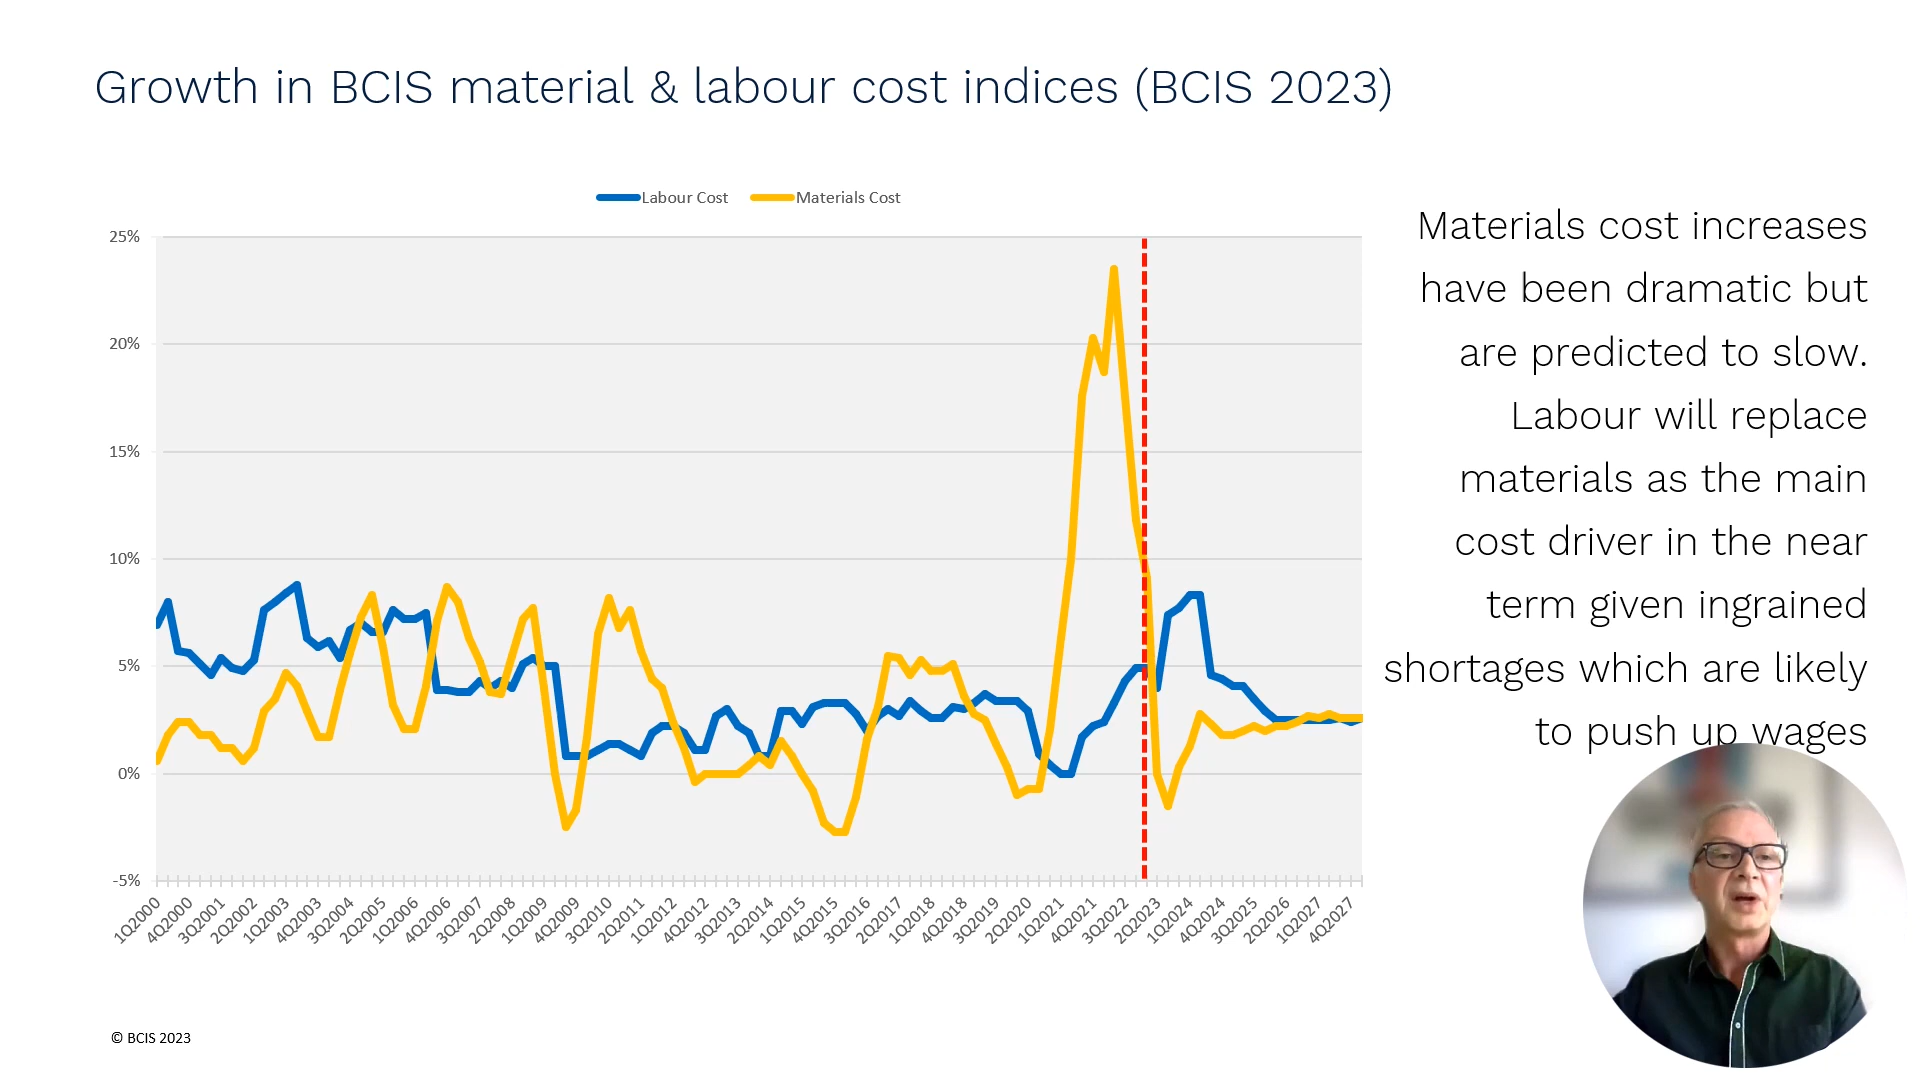 Growth in BCIS material & labour cost indices (BCIS 2023)
Labour Cost
Materials Cost
25%
20%
15%
10%
5%
0%
-5%
1Q2000
4Q2000
3Q2001
2Q2002
1Q2003
4Q2003
3Q2004
2Q2005
1Q2006
4Q2006
3Q2007
2Q2008
1Q2009
4Q2009
3Q2010
2Q2011
1Q2012
4Q2012
3Q2013
2Q2014
1Q2015
4Q2015
3Q2016
2Q2017
1Q2018
4Q2018
3Q2019
2Q2020
1Q2021
4Q2021
3Q2022
2Q2023
1Q2024
4Q2024
3Q2025
2Q2026
1Q2027
4Q2027
Materials cost increases
have been dramatic but
are predicted to slow.
Labour will replace
materials as the main
cost driver in the near
term given ingrained
shortages which are likely
to push up wages
© BCIS 2023